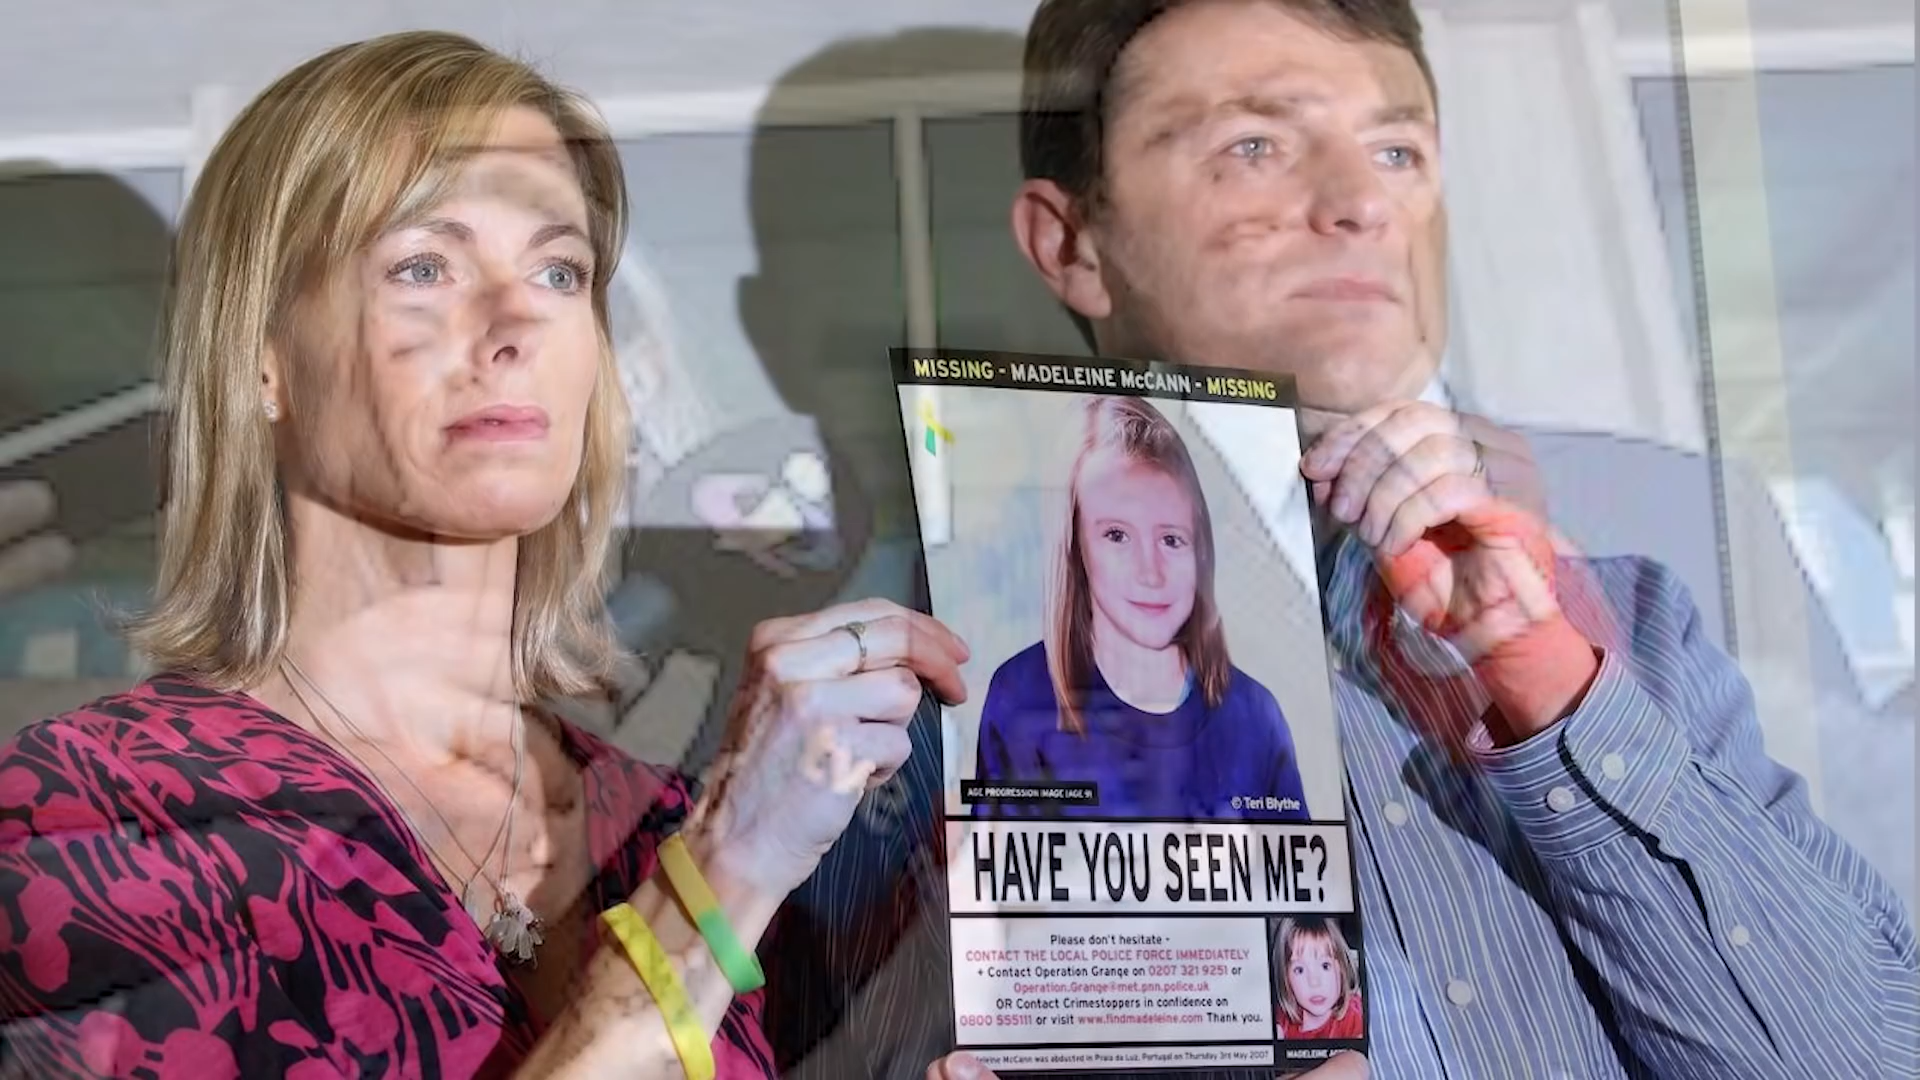 MISSING - MADELEINE McCANN - MISSING
AGE PROGRESSION IMAGE (AGE 9)
© Teri Blythe
HAVE YOU SEEN ME?
Please don't hesitate -
CONTACT THE LOCAL POLICE FORCE IMMEDIATELY
+ Contact Operation Grange on 0207 321 9251 or
Operation.Grange@met.pnn.police.uk
OR Contact Crimestoppers in confidence on
0800 555111 or visit www.findmadeleine.com Thank you.
McCann was abducted in Praia da Luz, Portugal on Thursday 3rd May 2007
MADELEINE